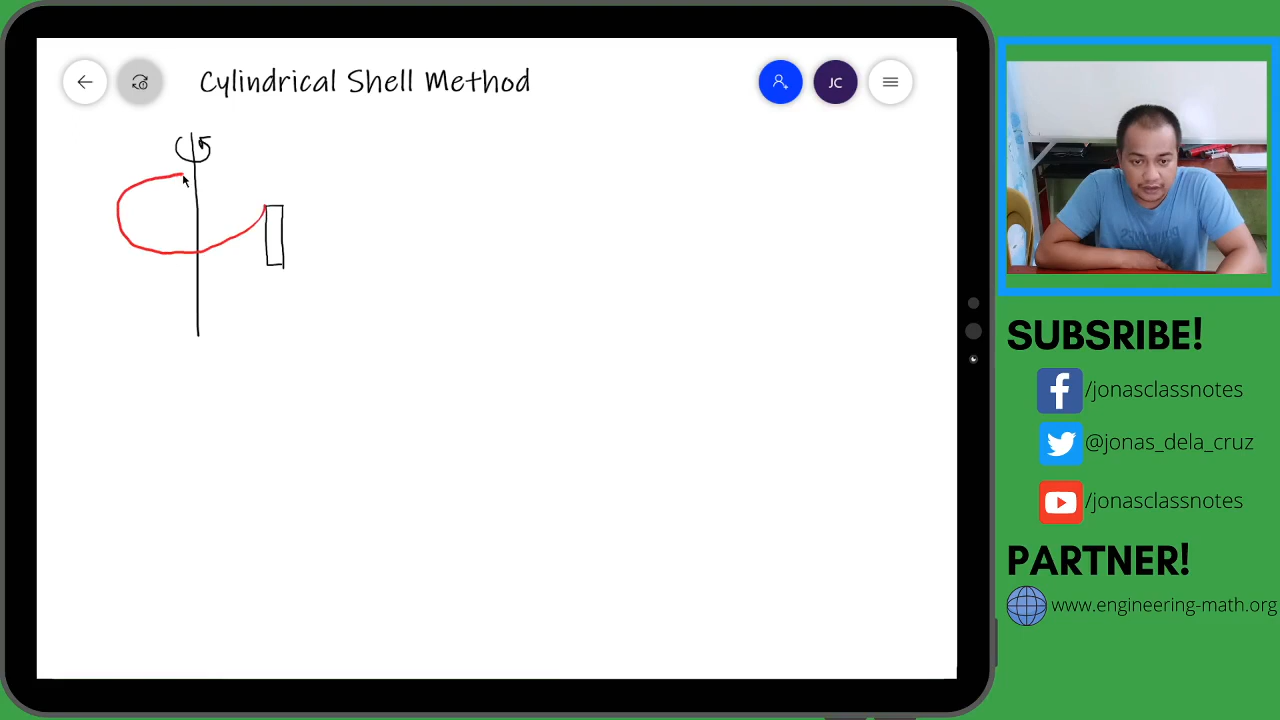 Cylindrical Shell Method
JC
SUBSRIBE!
/jonasclassnotes
@jonas_dela_cruz
/jonasclassnotes
PARTNER!
www.engineering-math.org